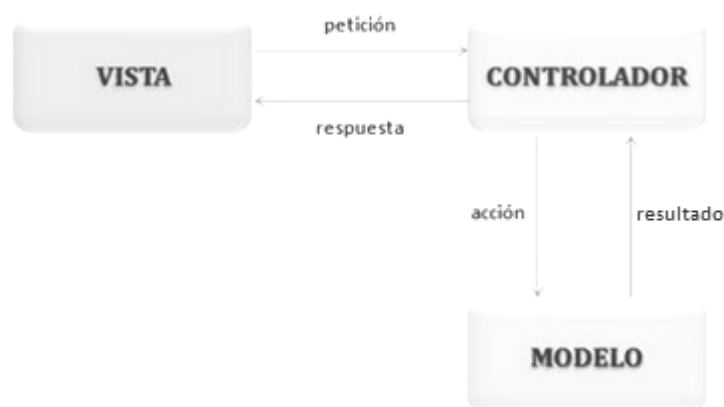 petición
VISTA
CONTROLADOR
respuesta
acción
resultado
MODELO